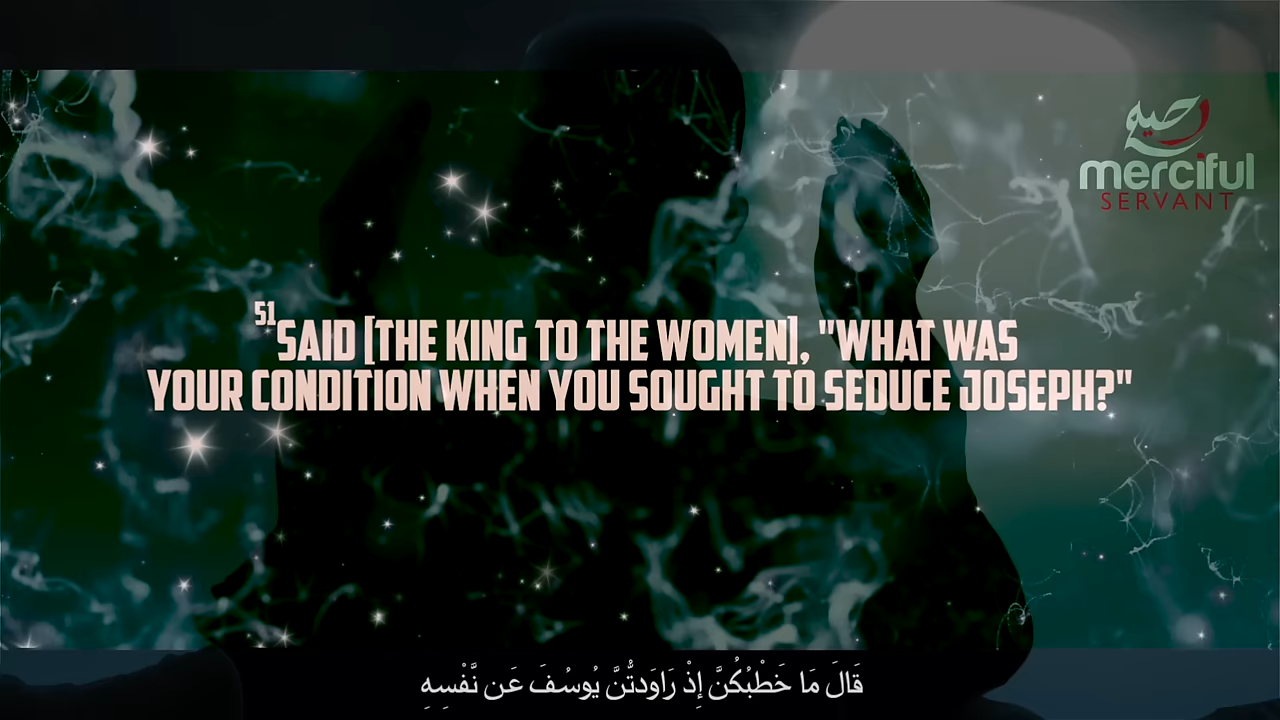 رحيم
merciful
SERVANT
51 SAID [THE KING TO THE WOMEN], "WHAT WAS
YOUR CONDITION WHEN YOU SOUGHT TO SEDUCE JOSEPH?"
قَالَ مَا خَطْبُكُنَّ إِذْ رَاوَدتُّنَّ يُوسُفَ عَن نَّفْسِهِ